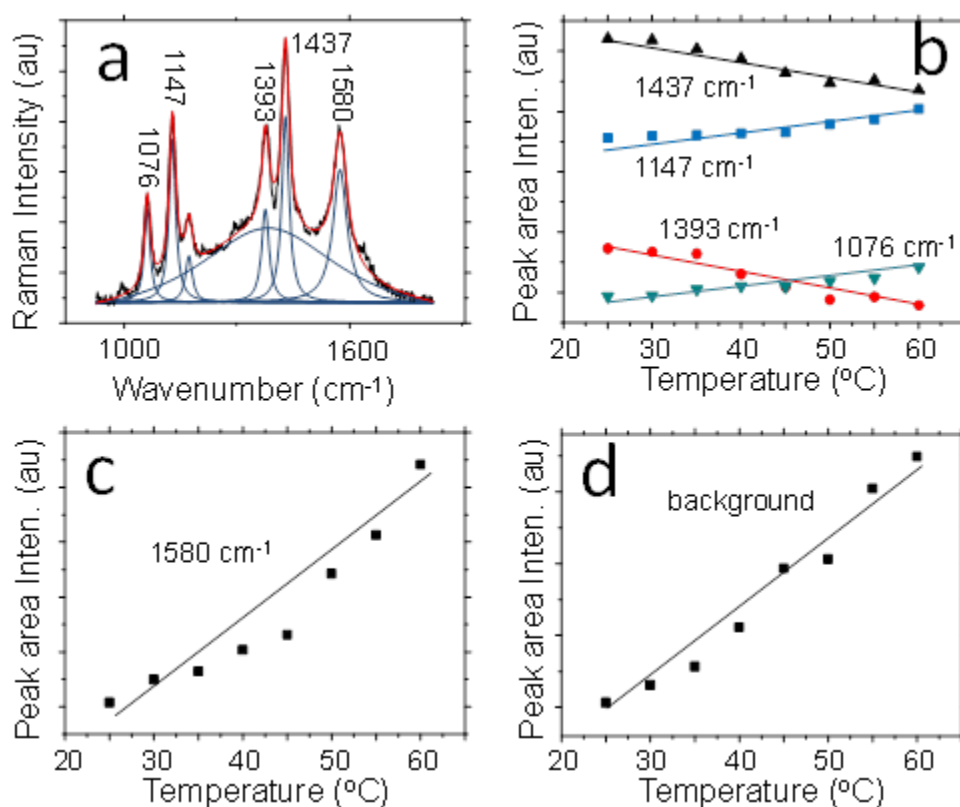 a
1076
1147
1393
1437
1580
Raman Intensity (au)
1000
1600
Wavenumber (cm-1)
b
1437 cm-1
1147 cm-1
1393 cm-1
1076 cm-1
Peak area Inten. (au)
20
30
40
50
60
Temperature (oC)
c
1580 cm-1
Peak area Inten. (au)
20
30
40
50
60
Temperature (oC)
d
background
Peak area Inten. (au)
20
30
40
50
60
Temperature (oC)